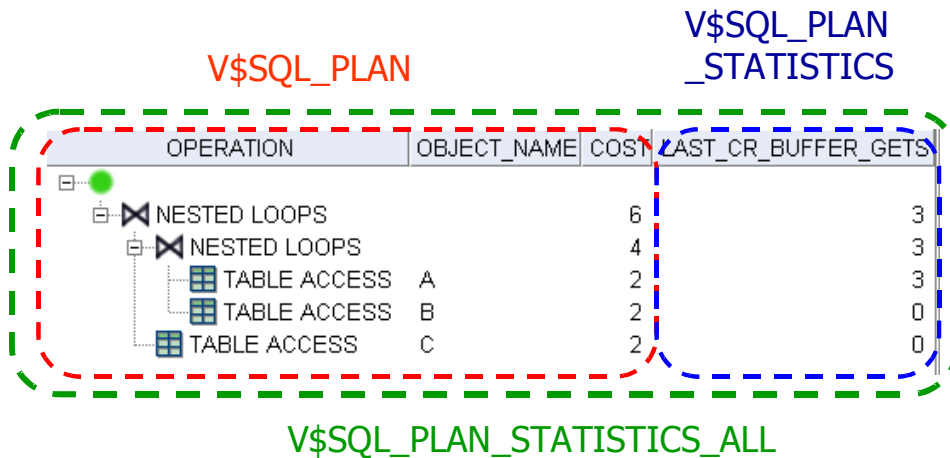 V$SQL_PLAN
V$SQL_PLAN
_STATISTICS
OPERATION OBJECT_NAME COST LAST_CR_BUFFER_GETS
NESTED LOOPS 6 3
NESTED LOOPS 4 3
TABLE ACCESS A 2 3
TABLE ACCESS B 2 0
TABLE ACCESS C 2 0
V$SQL_PLAN_STATISTICS_ALL